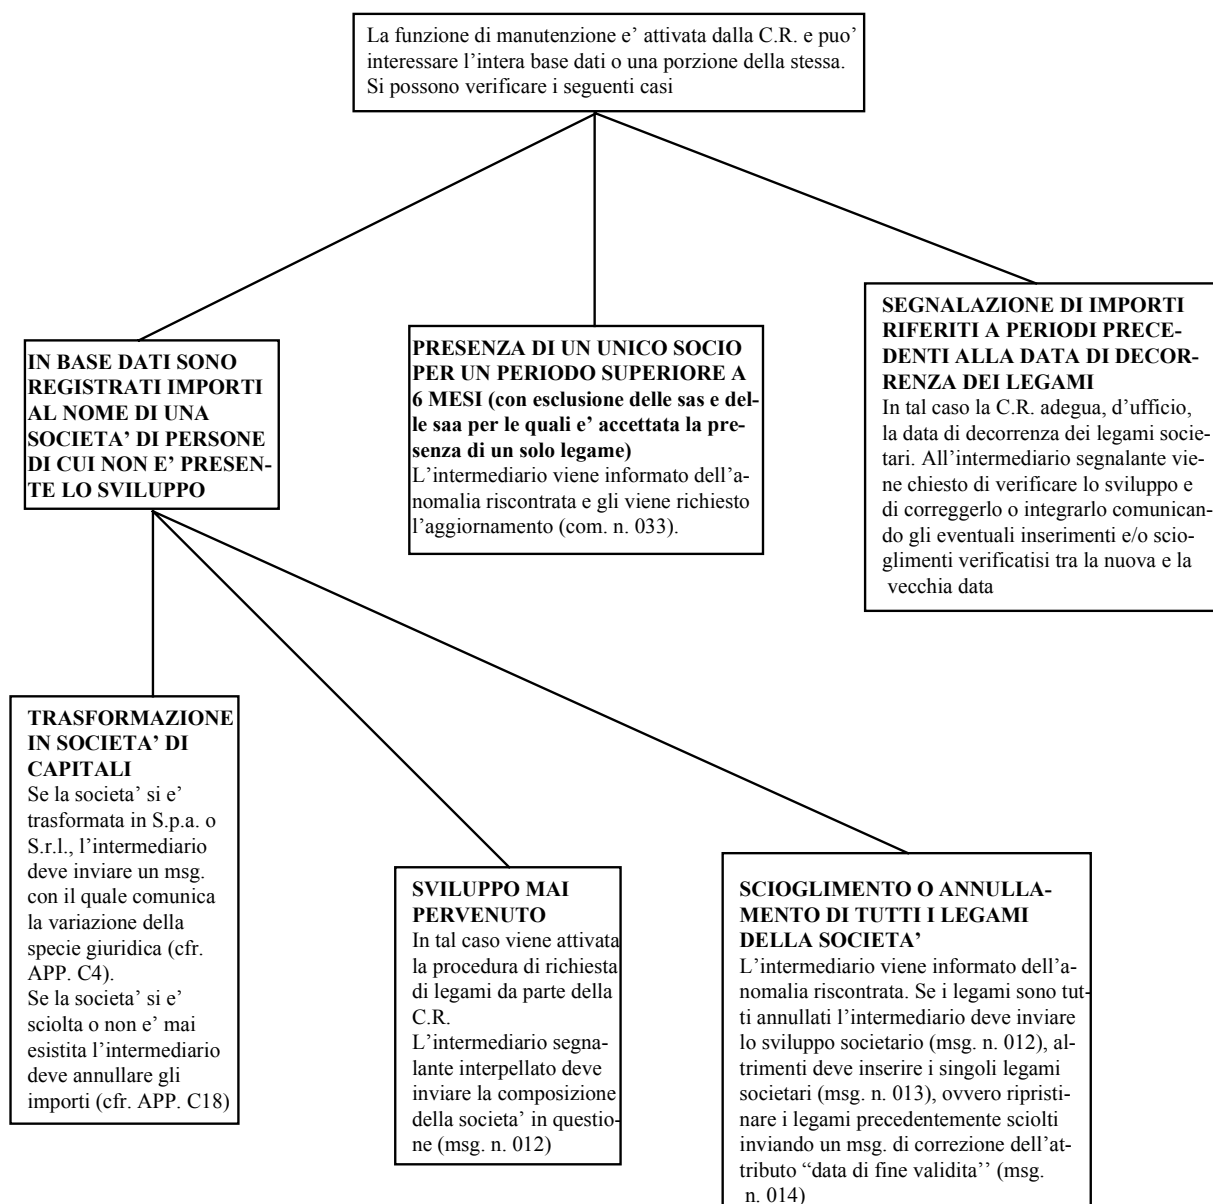 La funzione di manutenzione e' attivata dalla C.R. e puo'
interessare l'intera base dati o una porzione della stessa.
Si possono verificare i seguenti casi
IN BASE DATI SONO
REGISTRATI IMPORTI
AL NOME DI UNA
SOCIETA' DI PERSONE
DI CUI NON E' PRESEN-
TE LO SVILUPPO
PRESENZA DI UN UNICO SOCIO
PER UN PERIODO SUPERIORE A
6 MESI (con esclusione delle sas e del-
le saa per le quali e' accettata la pre-
senza di un solo legame)
L'intermediario viene informato dell'a-
nomalia riscontrata e gli viene richiesto
l'aggiornamento (com. n. 033).
SEGNALAZIONE DI IMPORTI
RIFERITI A PERIODI PRECE-
DENTI ALLA DATA DI DECOR-
RENZA DEI LEGAMI
In tal caso la C.R. adegua, d'ufficio,
la data di decorrenza dei legami socie-
tari. All'intermediario segnalante vie-
ne chiesto di verificare lo sviluppo e
di correggerlo o integrarlo comunican-
do gli eventuali inserimenti e/o scio-
glimenti verificatisi tra la nuova e la
vecchia data
TRASFORMAZIONE
IN SOCIETA' DI
CAPITALI
Se la societa' si e'
trasformata in S.p.a. o
S.r.l., l'intermediario
deve inviare un msg.
con il quale comunica
la variazione della
specie giuridica (cfr.
APP. C4).
Se la societa' si e'
sciolta o non e' mai
esistita l'intermediario
deve annullare gli
importi (cfr. APP. C18)
SVILUPPO MAI
PERVENUTO
In tal caso viene attivata
la procedura di richiesta
di legami da parte della
C.R.
L'intermediario segna-
lante interpellato deve
inviare la composizione
della societa' in questio-
ne (msg. n. 012)
SCIOGLIMENTO O ANNULLA-
MENTO DI TUTTI I LEGAMI
DELLA SOCIETA'
L'intermediario viene informato dell'a-
nomalia riscontrata. Se i legami sono tut-
ti annullati l'intermediario deve inviare
lo sviluppo societario (msg. n. 012), al-
trimenti deve inserire i singoli legami
societari (msg. n. 013), ovvero ripristi-
nare i legami precedentemente sciolti
inviando un msg. di correzione dell'at-
tributo “data di fine validita'' (msg.
n. 014)